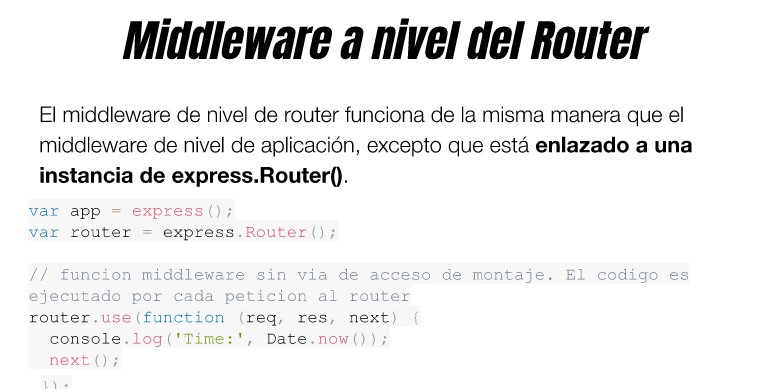 Middleware a nivel del Router
El middleware de nivel de router funciona de la misma manera que el
middleware de nivel de aplicación, excepto que está enlazado a una
instancia de express.Router().
var app = express();
var router = express.Router();
// funcion middleware sin via de acceso de montaje. El codigo es
ejecutado por cada peticion al router
router.use(function (req, res, next) {
console.log('Time:', Date.now());
next();
});